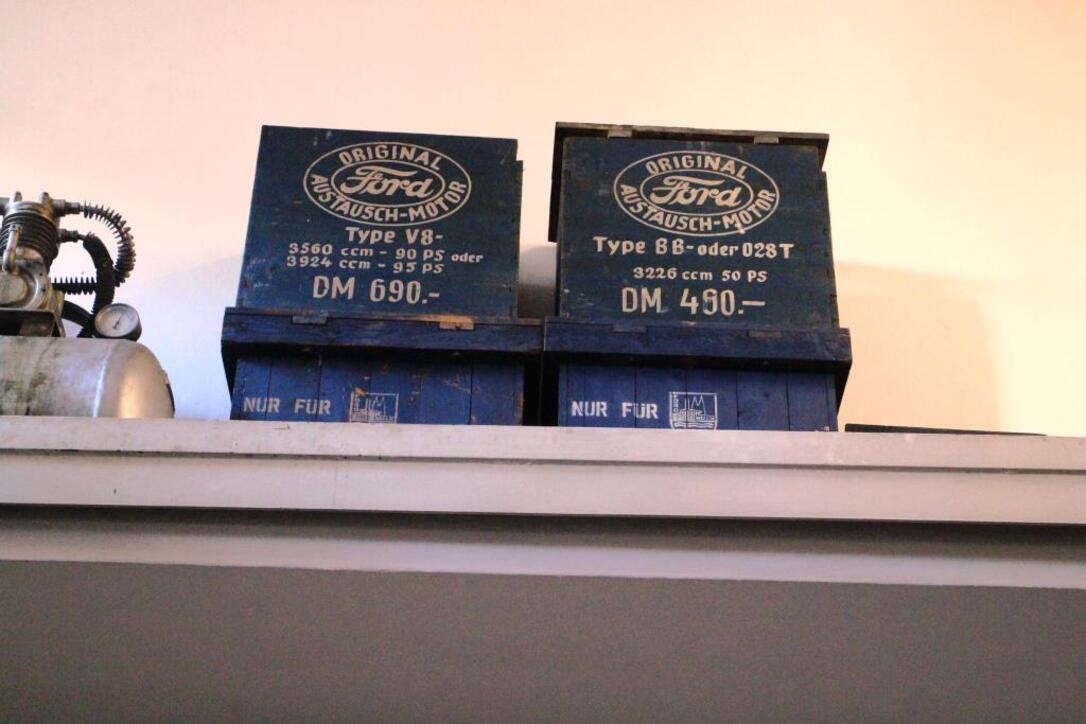 ORIGINAL
Ford
AUSTAUSCH-MOTOR
Type V8-
3560 ccm - 90 PS oder
3924 ccm - 95 PS
DM 690.-
NUR FÜR
ORIGINAL
Ford
AUSTAUSCH-MOTOR
Type BB-oder 028T
3226 ccm 50 PS
DM 490.—
NUR FÜR